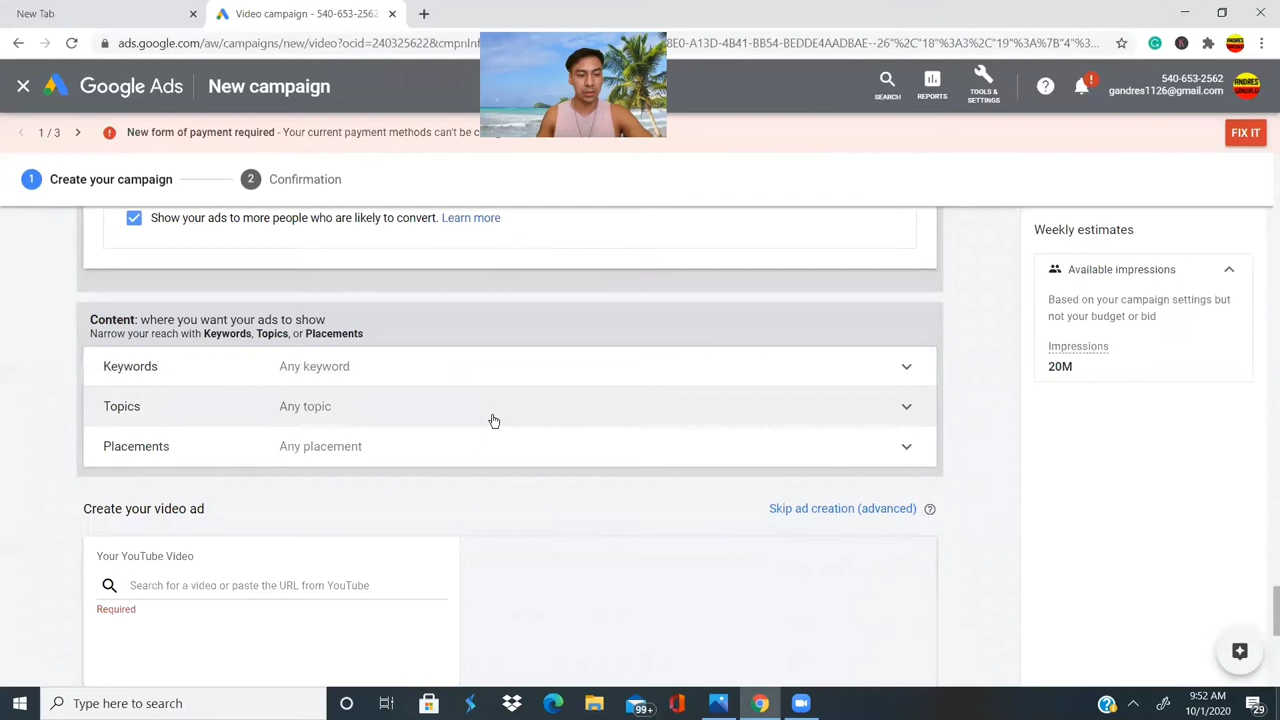 New Tab
Video campaign - 540-653-2562
ads.google.com/aw/campaigns/new/video?ocid=240325622&cmpnInf
8E0-A13D-4B41-BB54-BEDDE4AADBAE--26"%2C"18"%3A3%2C"19"%3A%7B"4"%3...
Google Ads
New campaign
SEARCH
REPORTS
TOOLS & SETTINGS
540-653-2562
gandres1126@gmail.com
1 / 3
New form of payment required - Your current payment methods can't be c
FIX IT
1
Create your campaign
2
Confirmation
Show your ads to more people who are likely to convert. Learn more
Content: where you want your ads to show
Narrow your reach with Keywords, Topics, or Placements
Keywords Any keyword
Topics Any topic
Placements Any placement
Create your video ad
Skip ad creation (advanced)
Your YouTube Video
Search for a video or paste the URL from YouTube
Required
Weekly estimates
Available impressions
Based on your campaign settings but
not your budget or bid
Impressions
20M
Type here to search
99+
9:52 AM
10/1/2020
29